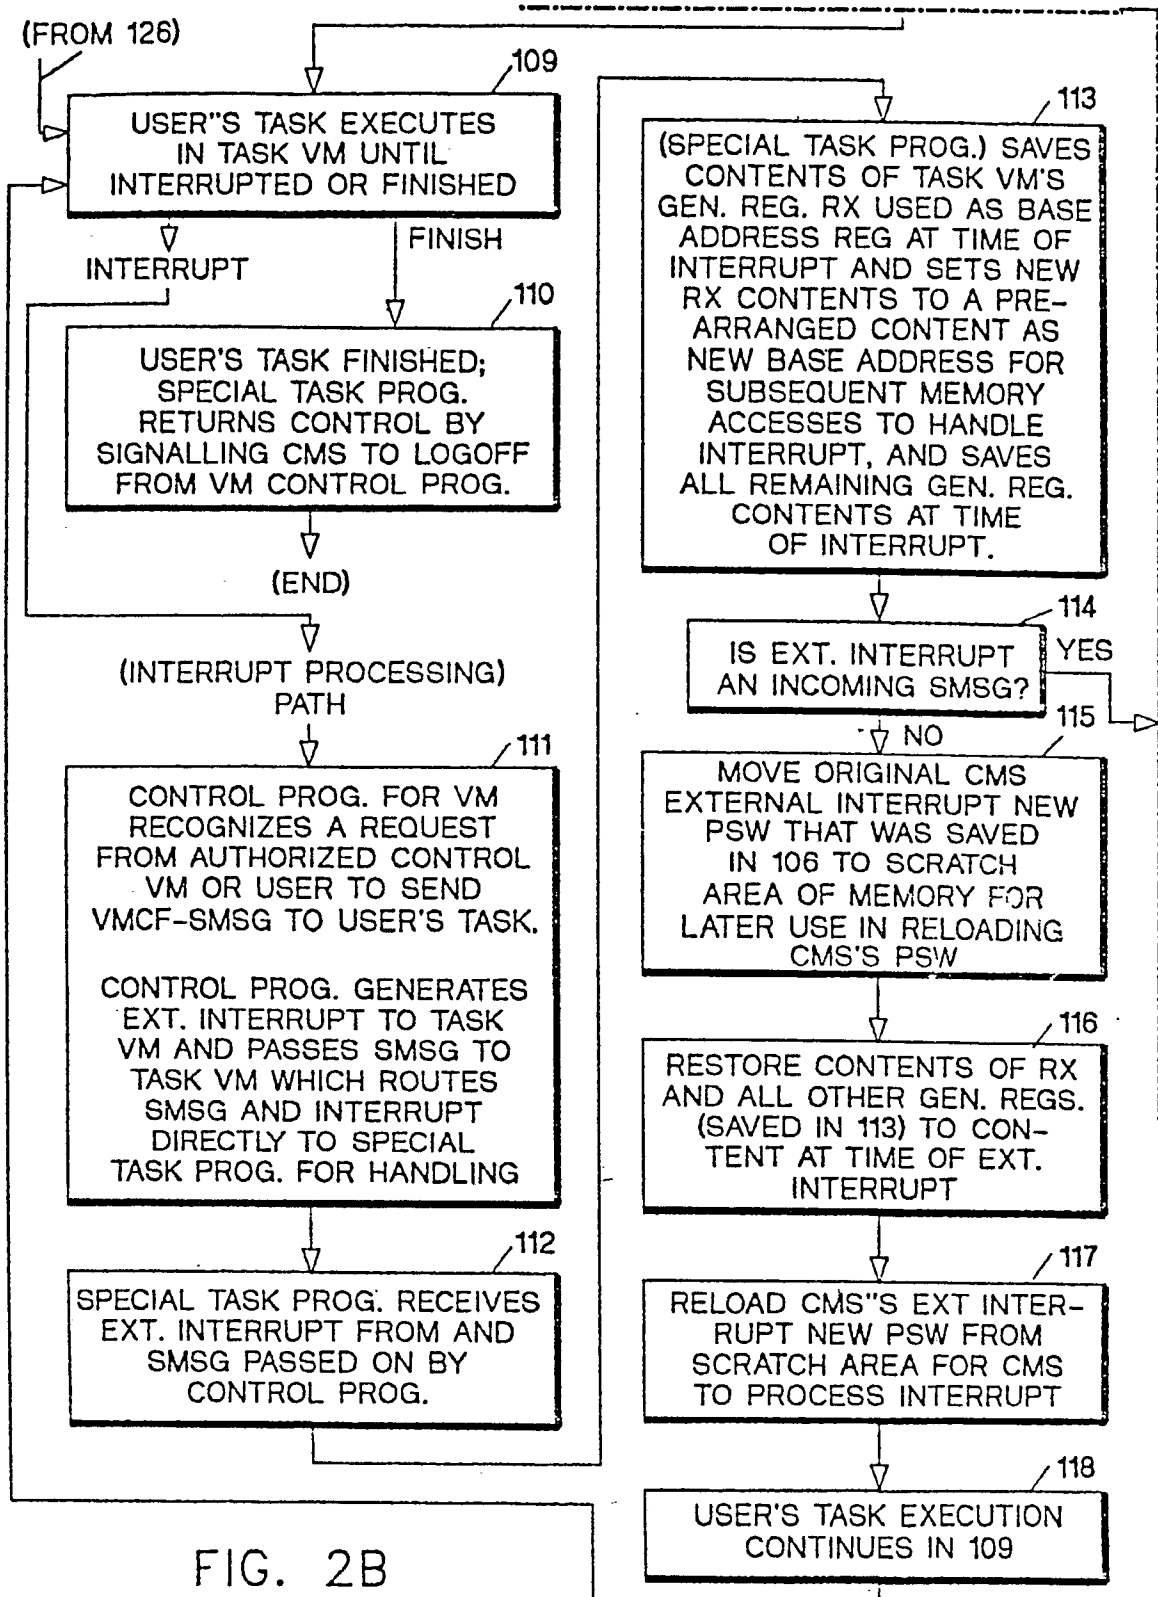 (FROM 126)
109
USER"S TASK EXECUTES
IN TASK VM UNTIL
INTERRUPTED OR FINISHED
INTERRUPT
FINISH
110
USER'S TASK FINISHED;
SPECIAL TASK PROG.
RETURNS CONTROL BY
SIGNALLING CMS TO LOGOFF
FROM VM CONTROL PROG.
(END)
(INTERRUPT PROCESSING)
PATH
111
CONTROL PROG. FOR VM
RECOGNIZES A REQUEST
FROM AUTHORIZED CONTROL
VM OR USER TO SEND
VMCF-SMSG TO USER'S TASK.
CONTROL PROG. GENERATES
EXT. INTERRUPT TO TASK
VM AND PASSES SMSG TO
TASK VM WHICH ROUTES
SMSG AND INTERRUPT
DIRECTLY TO SPECIAL
TASK PROG. FOR HANDLING
112
SPECIAL TASK PROG. RECEIVES
EXT. INTERRUPT FROM AND
SMSG PASSED ON BY
CONTROL PROG.
113
(SPECIAL TASK PROG.) SAVES
CONTENTS OF TASK VM'S
GEN. REG. RX USED AS BASE
ADDRESS REG AT TIME OF
INTERRUPT AND SETS NEW
RX CONTENTS TO A PRE-
ARRANGED CONTENT AS
NEW BASE ADDRESS FOR
SUBSEQUENT MEMORY
ACCESSES TO HANDLE
INTERRUPT, AND SAVES
ALL REMAINING GEN. REG.
CONTENTS AT TIME
OF INTERRUPT.
114
IS EXT. INTERRUPT
AN INCOMING SMSG?
YES
NO
115
MOVE ORIGINAL CMS
EXTERNAL INTERRUPT NEW
PSW THAT WAS SAVED
IN 106 TO SCRATCH
AREA OF MEMORY FOR
LATER USE IN RELOADING
CMS'S PSW
116
RESTORE CONTENTS OF RX
AND ALL OTHER GEN. REGS.
(SAVED IN 113) TO CON-
TENT AT TIME OF EXT.
INTERRUPT
117
RELOAD CMS"S EXT INTER-
RUPT NEW PSW FROM
SCRATCH AREA FOR CMS
TO PROCESS INTERRUPT
118
USER'S TASK EXECUTION
CONTINUES IN 109
FIG. 2B